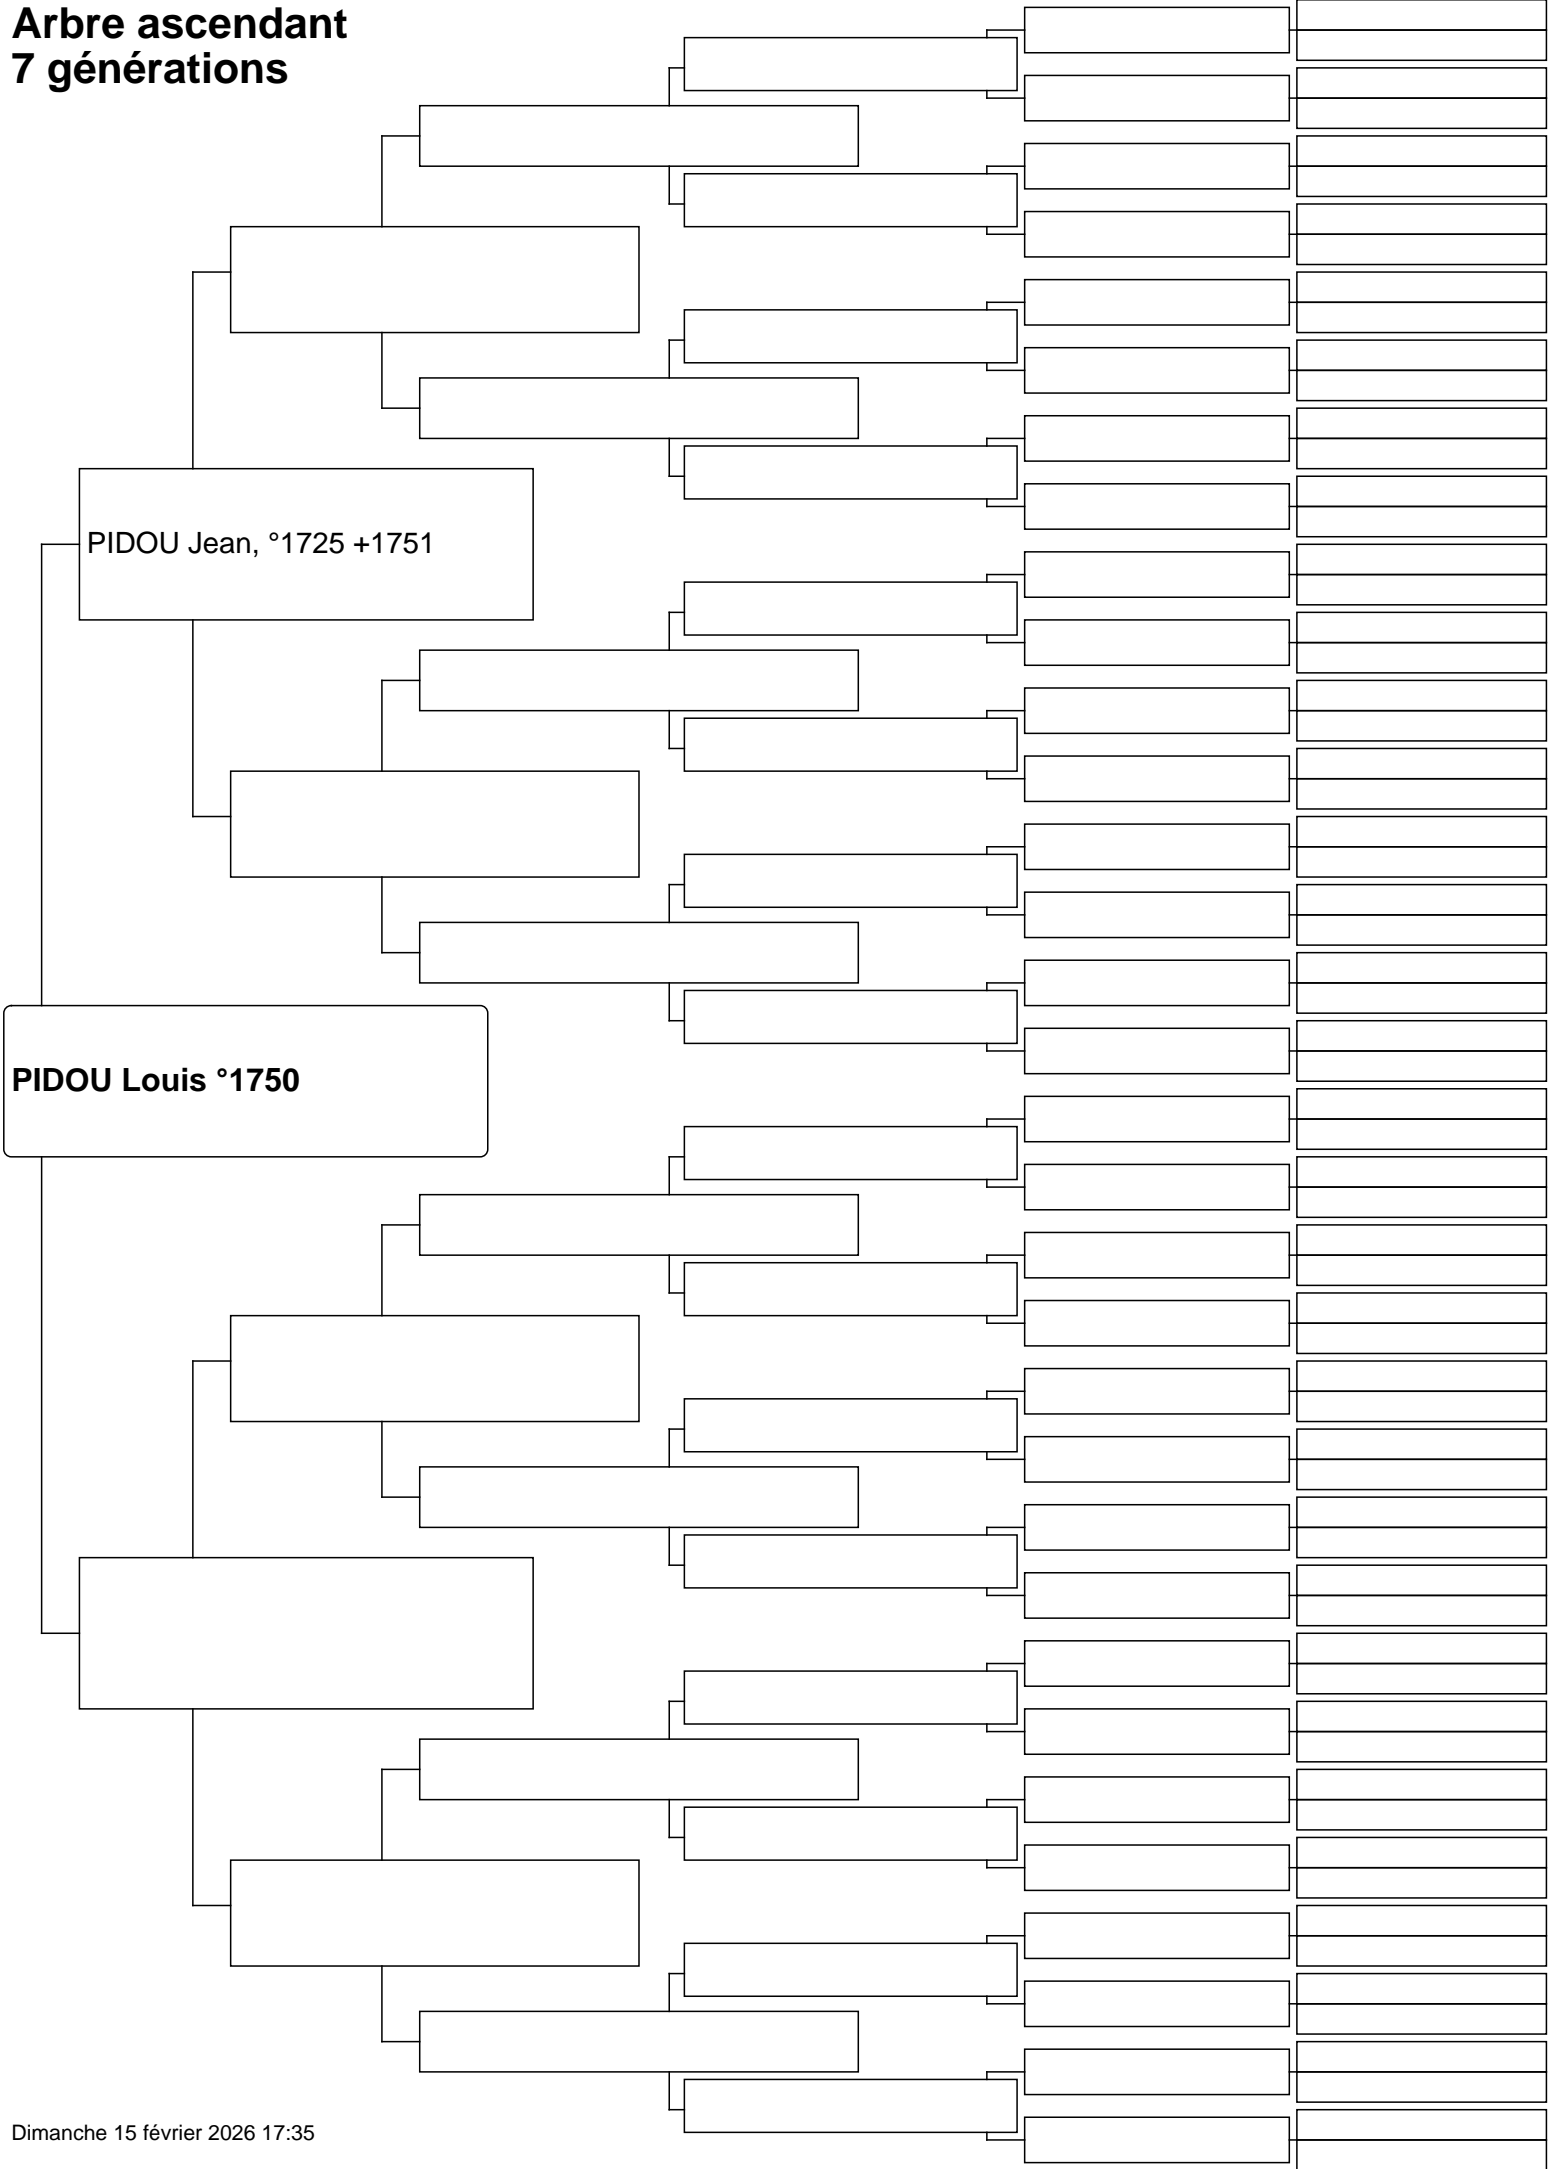 Arbre ascendant
7 générations
PIDOU Jean, °1725 +1751
PIDOU Louis °1750
Dimanche 15 février 2026 17:35